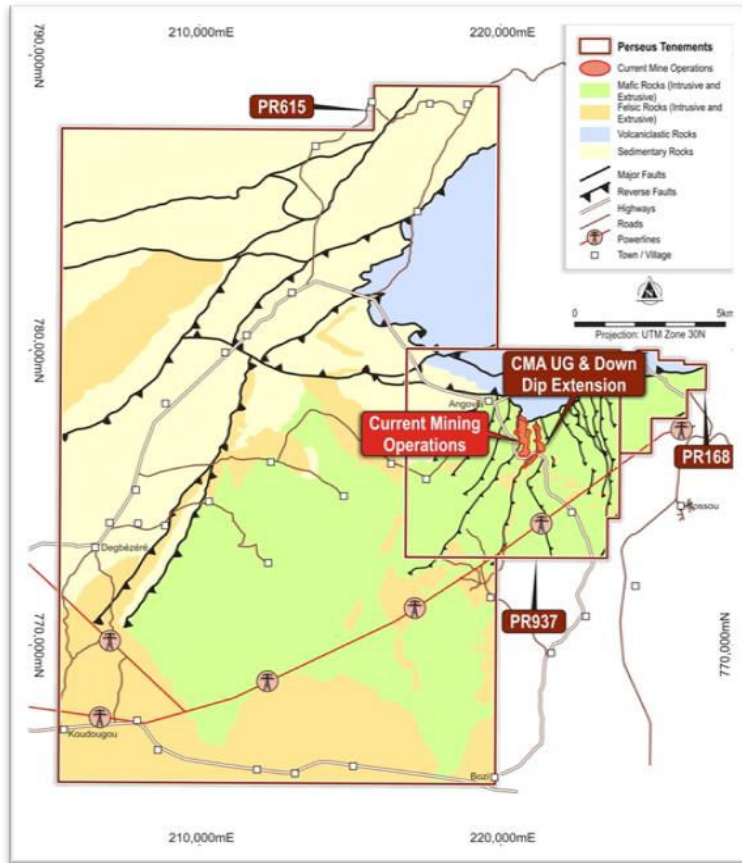 210,000mE
220,000mE
790,000mN
Perseus Tenements
Current Mine Operations
Mafic Rocks (Intrusive and
Extrusive)
Felsic Rocks (Intrusive and
Extrusive)
Volcaniclastic Rocks
Sedimentary Rocks
Major Faults
Reverse Faults
Highways
Roads
Powerlines
Town / Village
0
5km
Projection: UTM Zone 30N
PR615
780,000mN
CMA UG & Down
Dip Extension
Current Mining
Operations
PR168
Degbézéré
PR937
770,000mN
770,000mN
Koudougou
Bozi
210,000mE
220,000mE